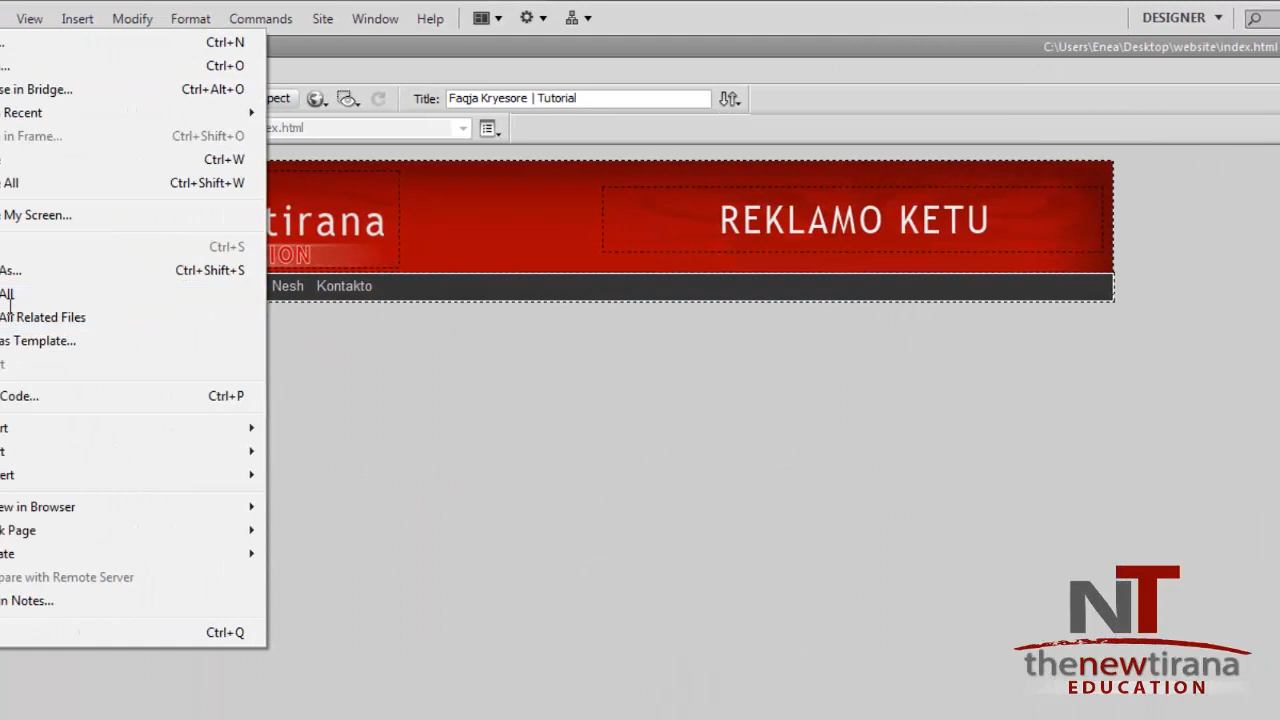 View Insert Modify Format Commands Site Window Help DESIGNER
... Ctrl+N
C:\Users\Enea\Desktop\website\index.html
... Ctrl+O
se in Bridge... Ctrl+Alt+O
pect Title: Faqja Kryesore | Tutorial
Recent
ex.html
in Frame... Ctrl+Shift+O
Ctrl+W
All Ctrl+Shift+W
My Screen...
tirana REKLAMO KETU
Ctrl+S
ION
As... Ctrl+Shift+S
Nesh Kontakto
All
All Related Files
as Template...
t
Code... Ctrl+P
rt
t
ert
ew in Browser
k Page
ate
pare with Remote Server
n Notes...
Ctrl+Q
NT
thenewtirana
EDUCATION